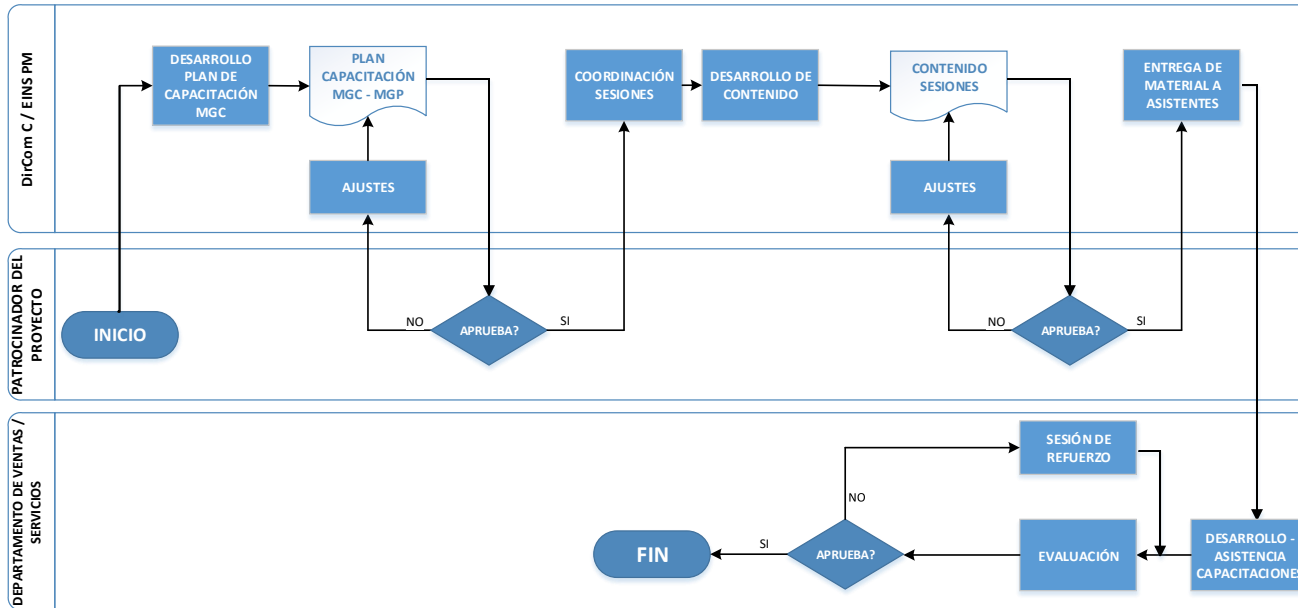 DirCom C / EINS PM
DESARROLLO
PLAN DE
CAPACITACIÓN
MGC
PLAN
CAPACITACIÓN
MGC - MGP
AJUSTES
COORDINACIÓN
SESIONES
DESARROLLO DE
CONTENIDO
CONTENIDO
SESIONES
AJUSTES
ENTREGA DE
MATERIAL A
ASISTENTES
PATROCINADOR DEL
PROYECTO
INICIO
NO
APRUEBA?
SI
NO
APRUEBA?
SI
DEPARTAMENTO DE VENTAS /
SERVICIOS
SESIÓN DE
REFUERZO
NO
FIN
SI
APRUEBA?
EVALUACIÓN
DESARROLLO -
ASISTENCIA
CAPACITACIONES